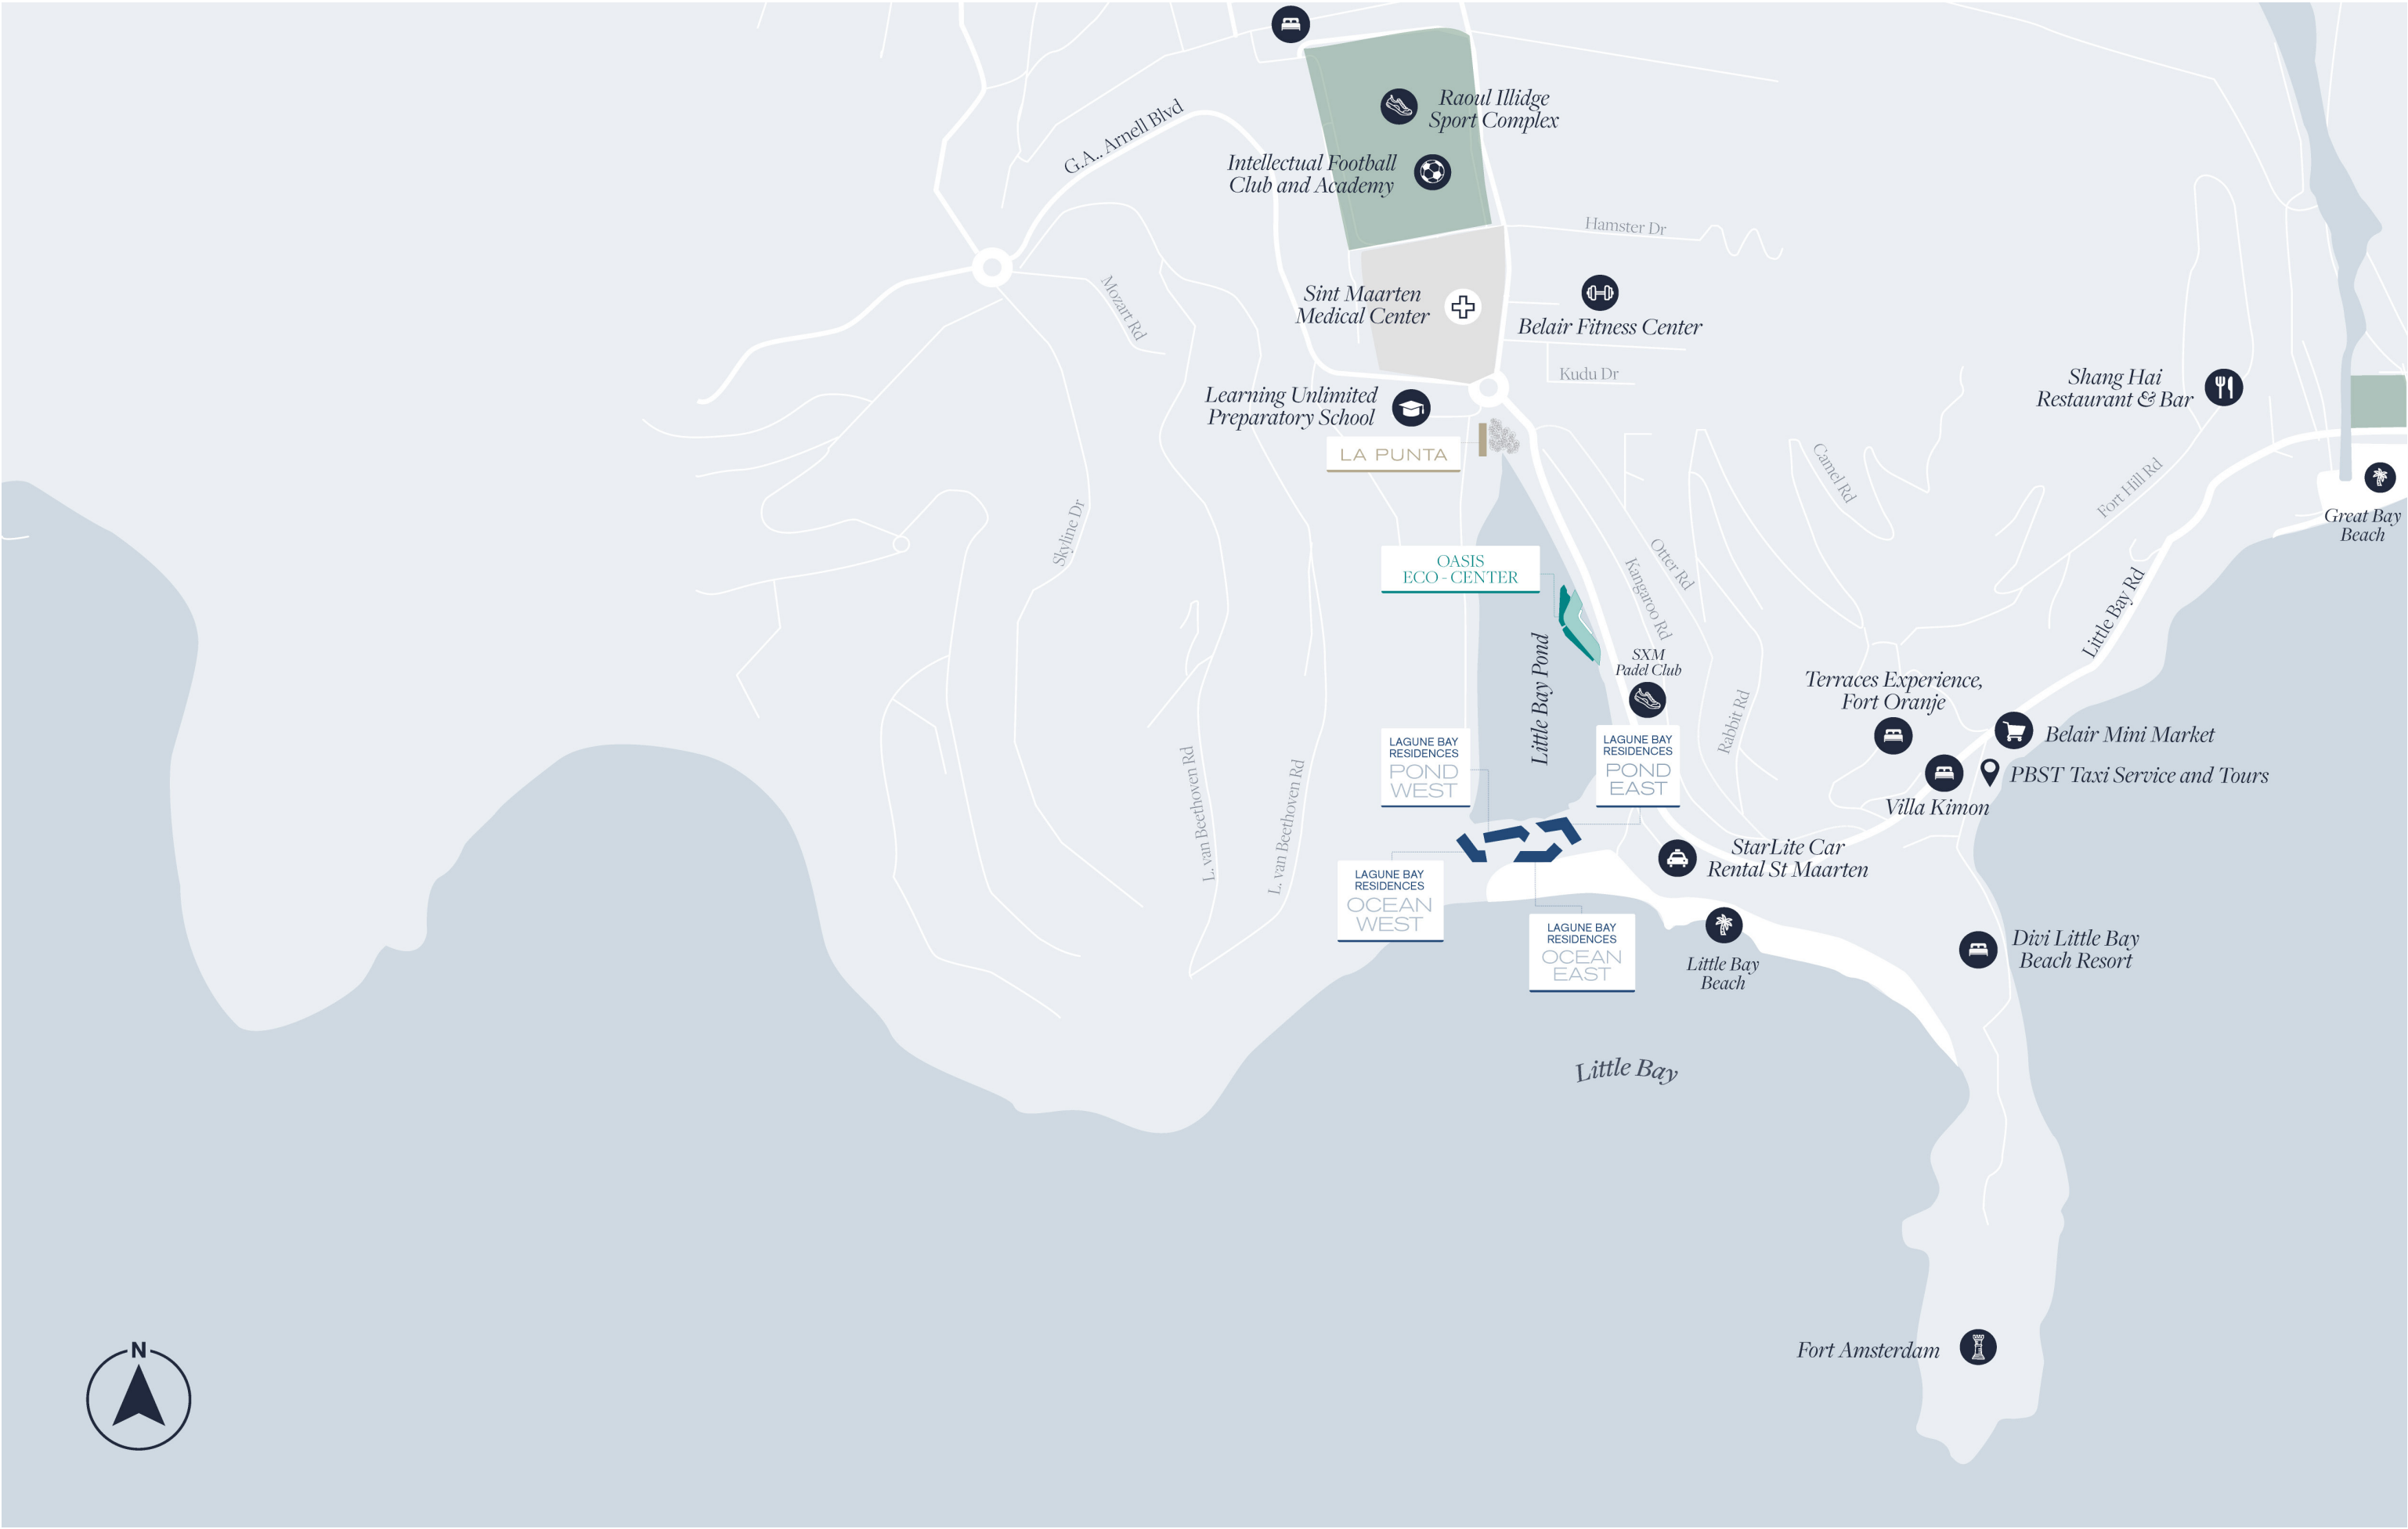 Raoul Illidge
Sport Complex
G.A.. Arnell Blvd
Intellectual Football
Club and Academy
Hamster Dr
Mozart Rd
Sint Maarten
Medical Center
Belair Fitness Center
Kudu Dr
Learning Unlimited
Preparatory School
Shang Hai
Restaurant & Bar
LA PUNTA
Camel Rd
Fort Hill Rd
Great Bay
Beach
Skyline Dr
OASIS
ECO - CENTER
Otter Rd
Kangaroo Rd
Little Bay Rd
Little Bay Pond
SXM
Padel Club
Rabbit Rd
Terraces Experience,
Fort Oranje
Belair Mini Market
PBST Taxi Service and Tours
Villa Kimon
LAGUNE BAY
RESIDENCES
POND
WEST
LAGUNE BAY
RESIDENCES
POND
EAST
L. van Beethoven Rd
L. van Beethoven Rd
StarLite Car
Rental St Maarten
LAGUNE BAY
RESIDENCES
OCEAN
WEST
LAGUNE BAY
RESIDENCES
OCEAN
EAST
Little Bay
Beach
Divi Little Bay
Beach Resort
Little Bay
Fort Amsterdam
N